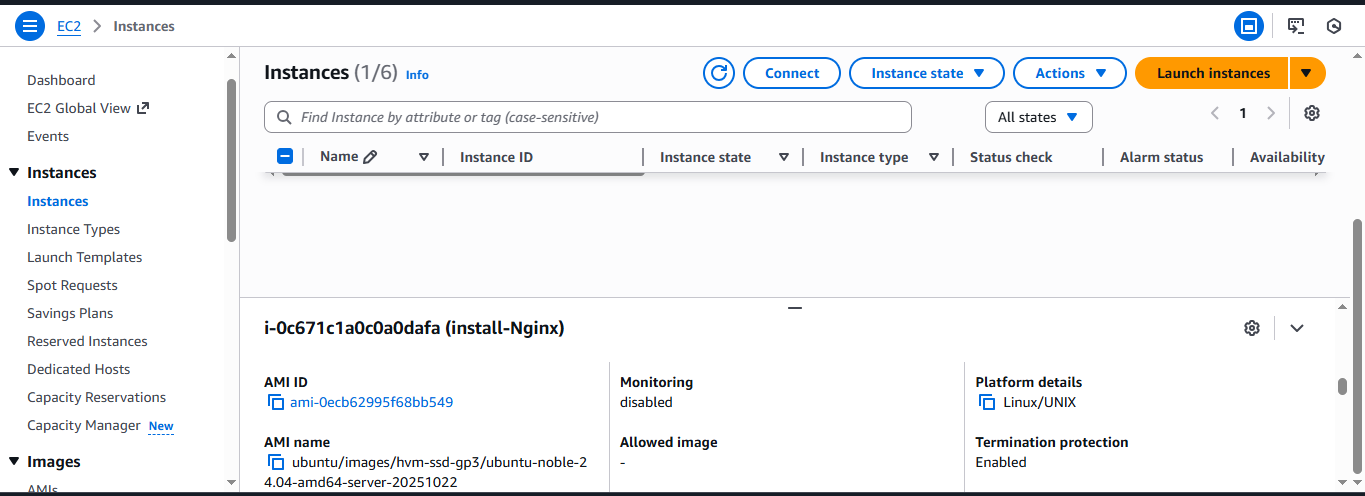 EC2 > Instances
Dashboard
EC2 Global View
Events
Instances
Instances
Instance Types
Launch Templates
Spot Requests
Savings Plans
Reserved Instances
Dedicated Hosts
Capacity Reservations
Capacity Manager New
Images
AMIs
Instances (1/6) Info
Connect
Instance state
Actions
Launch instances
Find Instance by attribute or tag (case-sensitive)
All states
1
Name Instance ID Instance state Instance type Status check Alarm status Availability
i-0c671c1a0c0a0dafa (install-Nginx)
AMI ID
ami-0ecb62995f68bb549
AMI name
ubuntu/images/hvm-ssd-gp3/ubuntu-noble-2
4.04-amd64-server-20251022
Monitoring
disabled
Allowed image
-
Platform details
Linux/UNIX
Termination protection
Enabled